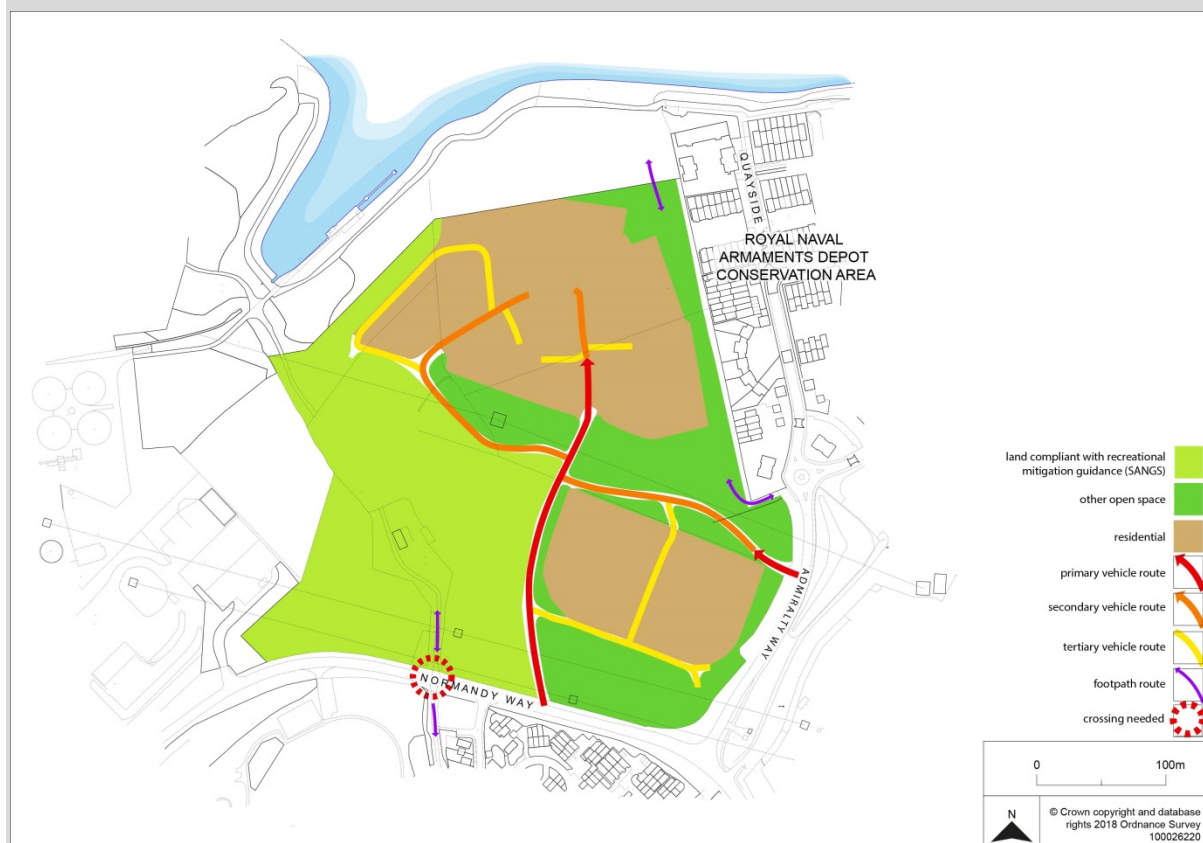 QUAYSIDE
ROYAL NAVAL
ARMAMENTS DEPOT
CONSERVATION AREA
ADMIRALTY WAY
NORMANDY WAY
land compliant with recreational
mitigation guidance (SANGS)
other open space
residential
primary vehicle route
secondary vehicle route
tertiary vehicle route
footpath route
crossing needed
0 100m
N
© Crown copyright and database
rights 2018 Ordnance Survey
100026220